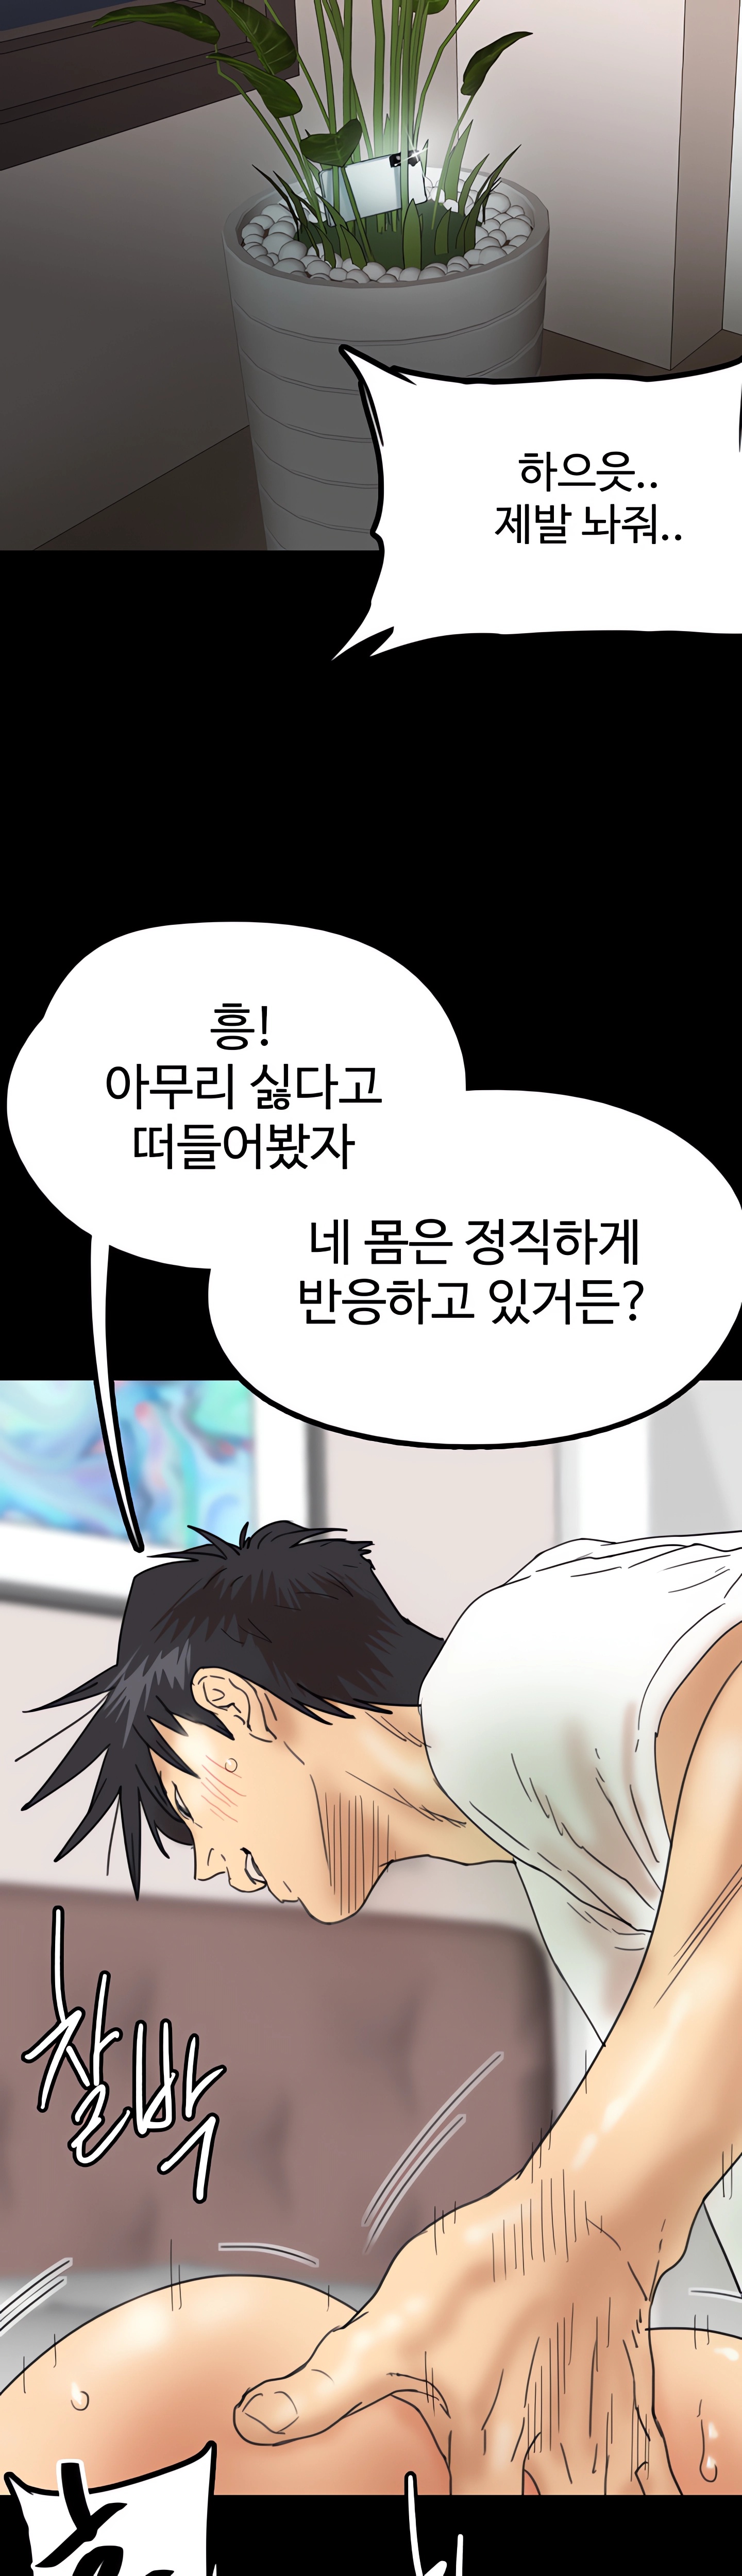 하으읏..
제발 놔줘..
흥!
아무리 싫다고
떠들어봤자
네 몸은 정직하게
반응하고 있거든?
찰박